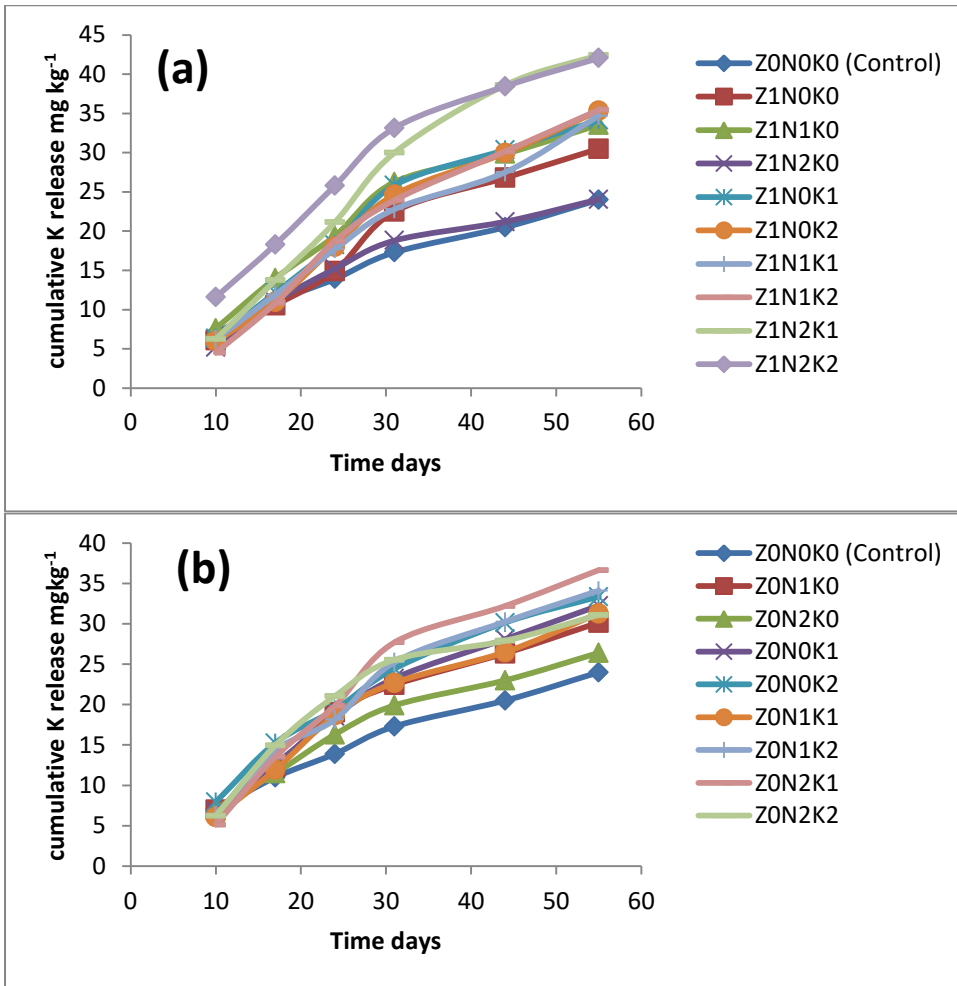 (a)
cumulative K release mg kg-1
45
40
35
30
25
20
15
10
5
0
0 10 20 30 40 50 60
Time days
Z0N0K0 (Control)
Z1N0K0
Z1N1K0
Z1N2K0
Z1N0K1
Z1N0K2
Z1N1K1
Z1N1K2
Z1N2K1
Z1N2K2
(b)
cumulative K release mgkg-1
40
35
30
25
20
15
10
5
0
0 10 20 30 40 50 60
Time days
Z0N0K0 (Control)
Z0N1K0
Z0N2K0
Z0N0K1
Z0N0K2
Z0N1K1
Z0N1K2
Z0N2K1
Z0N2K2